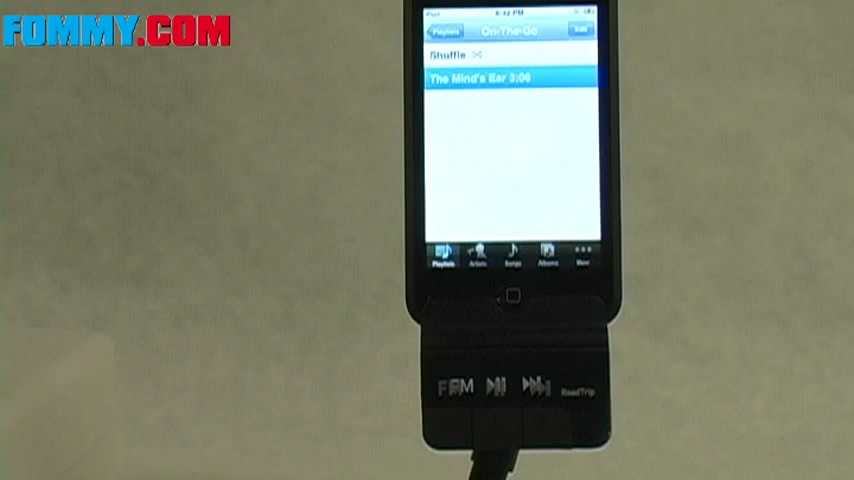 FOMMY.COM
iPod
Playlists
On-The-Go
Edit
Shuffle
The Mind's Ear 3:06
Playlists
Artists
Songs
Albums
More
FM
RoadTrip